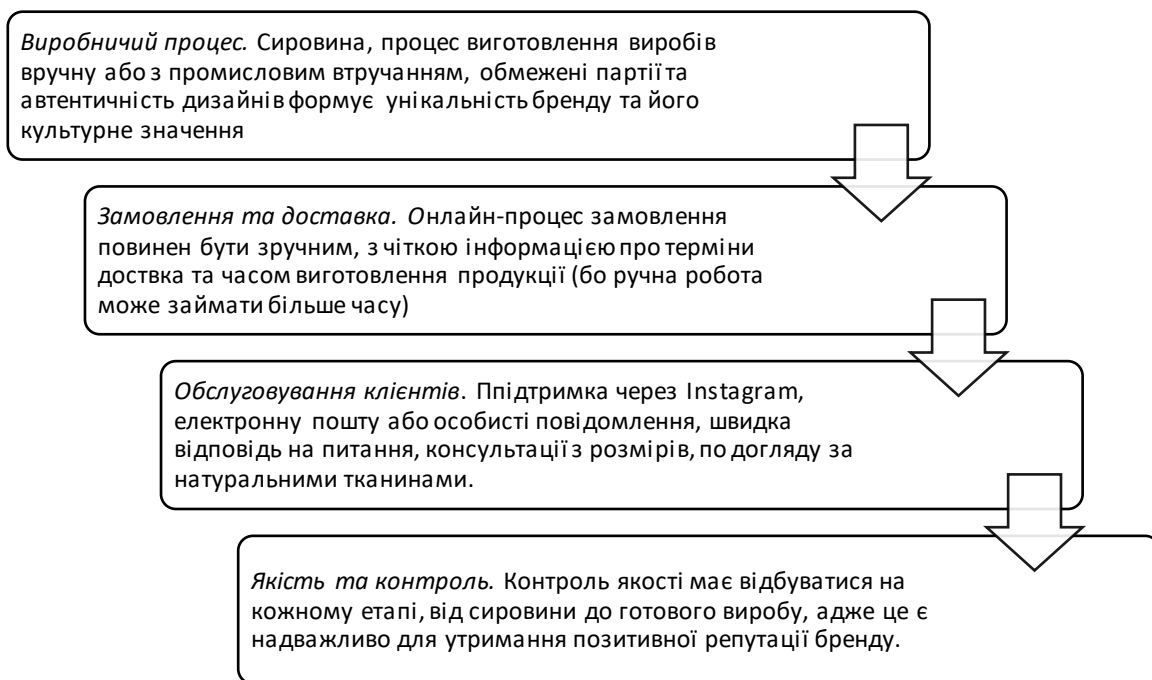 Виробничий процес. Сировина, процес виготовлення виробів
вручну або з промисловим втручанням, обмежені партії та
автентичність дизайнів формує унікальність бренду та його
культурне значення
Замовлення та доставка. Онлайн-процес замовлення
повинен бути зручним, з чіткою інформацією про терміни
доствка та часом виготовлення продукції (бо ручна робота
може займати більше часу)
Обслуговування клієнтів. Ппідтримка через Instagram,
електронну пошту або особисті повідомлення, швидка
відповідь на питання, консультації з розмірів, по догляду за
натуральними тканинами.
Якість та контроль. Контроль якості має відбуватися на
кожному етапі, від сировини до готового виробу, адже це є
надважливо для утримання позитивної репутації бренду.